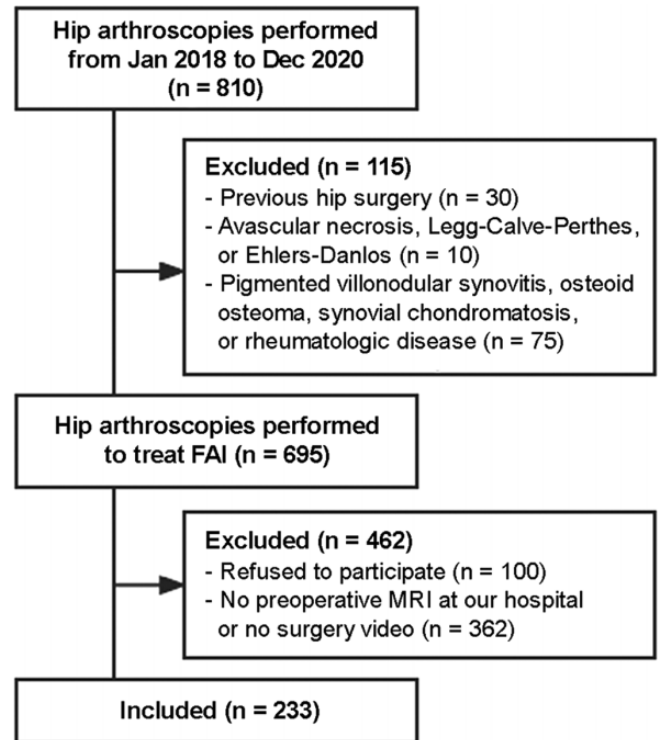 Hip arthroscopies performed
from Jan 2018 to Dec 2020
(n = 810)
Excluded (n = 115)
- Previous hip surgery (n = 30)
- Avascular necrosis, Legg-Calve-Perthes,
or Ehlers-Danlos (n = 10)
- Pigmented villonodular synovitis, osteoid
osteoma, synovial chondromatosis,
or rheumatologic disease (n = 75)
Hip arthroscopies performed
to treat FAI (n = 695)
Excluded (n = 462)
- Refused to participate (n = 100)
- No preoperative MRI at our hospital
or no surgery video (n = 362)
Included (n = 233)